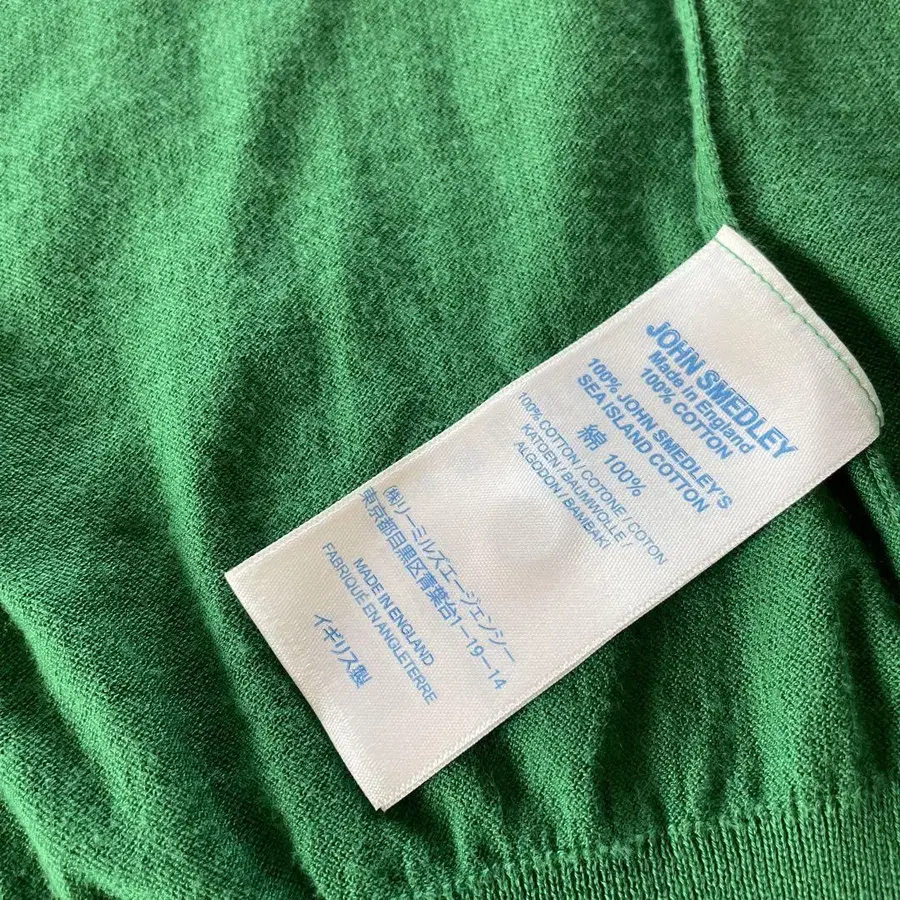 JOHN SMEDLEY
Made in England
100% COTTON
100% JOHN SMEDLEY'S
SEA ISLAND COTTON
綿 100%
100% COTTON / COTONE / COTON
KATOEN / BAUMWOLLE /
ALGODON / BAMBAKI
(株)リーミルズエージェンシー
東京都目黒区青葉台1-19-14
MADE IN ENGLAND
FABRIQUÉ EN ANGLETERRE
イギリス製